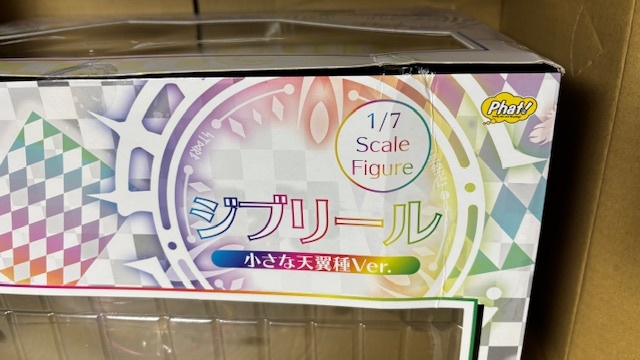 Phat!
1/7
Scale
Figure
ジブリール
小さな天翼種Ver.